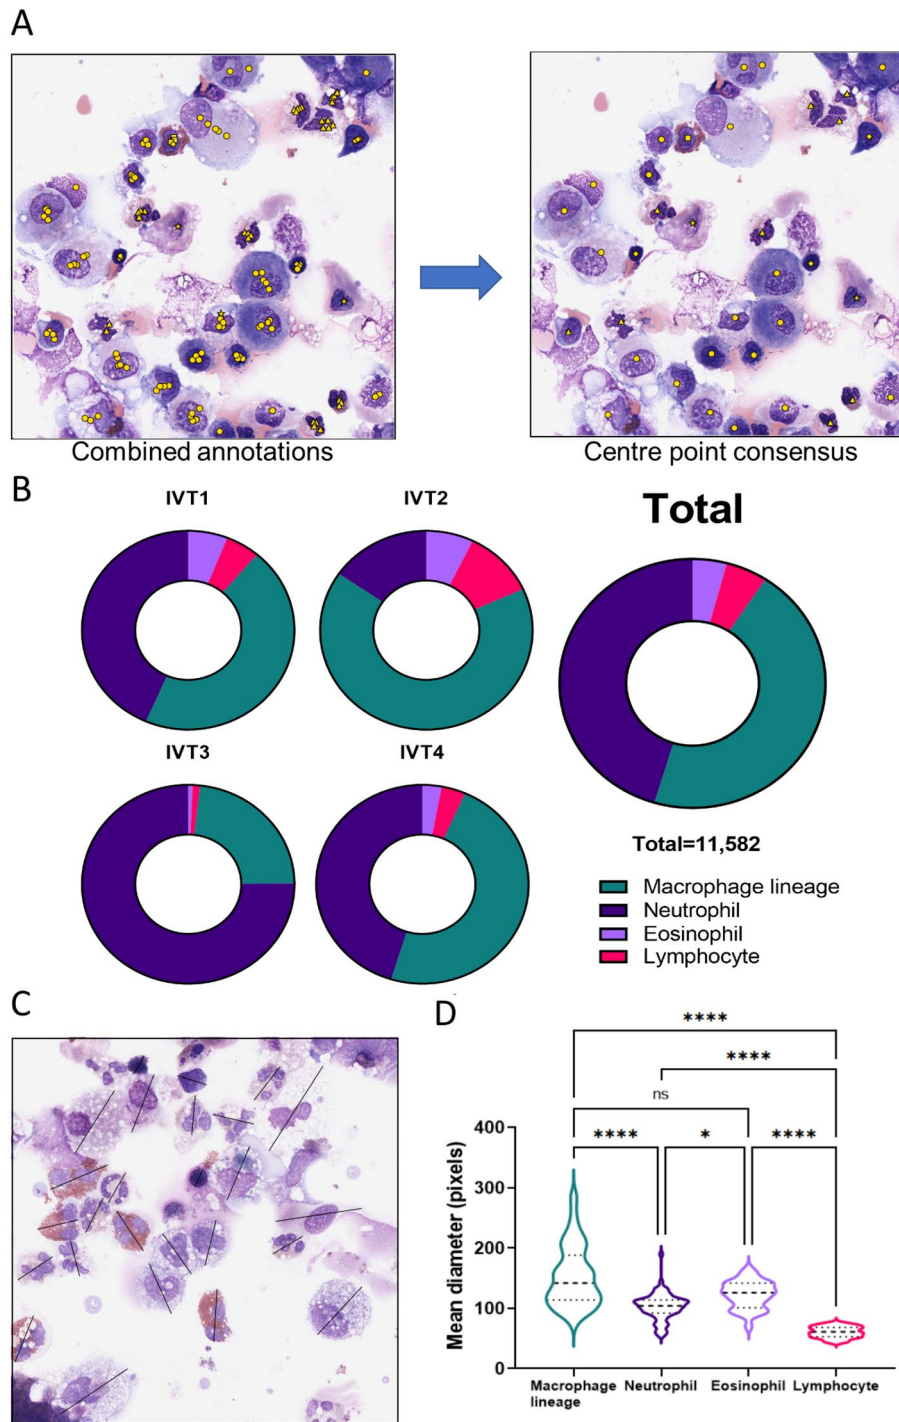 A
Combined annotations
Centre point consensus
B
IVT1
IVT2
Total
IVT3
IVT4
Total=11,582
Macrophage lineage
Neutrophil
Eosinophil
Lymphocyte
C
D
****
****
ns
****
*
****
Mean diameter (pixels)
400
300
200
100
0
Macrophage
lineage
Neutrophil
Eosinophil
Lymphocyte